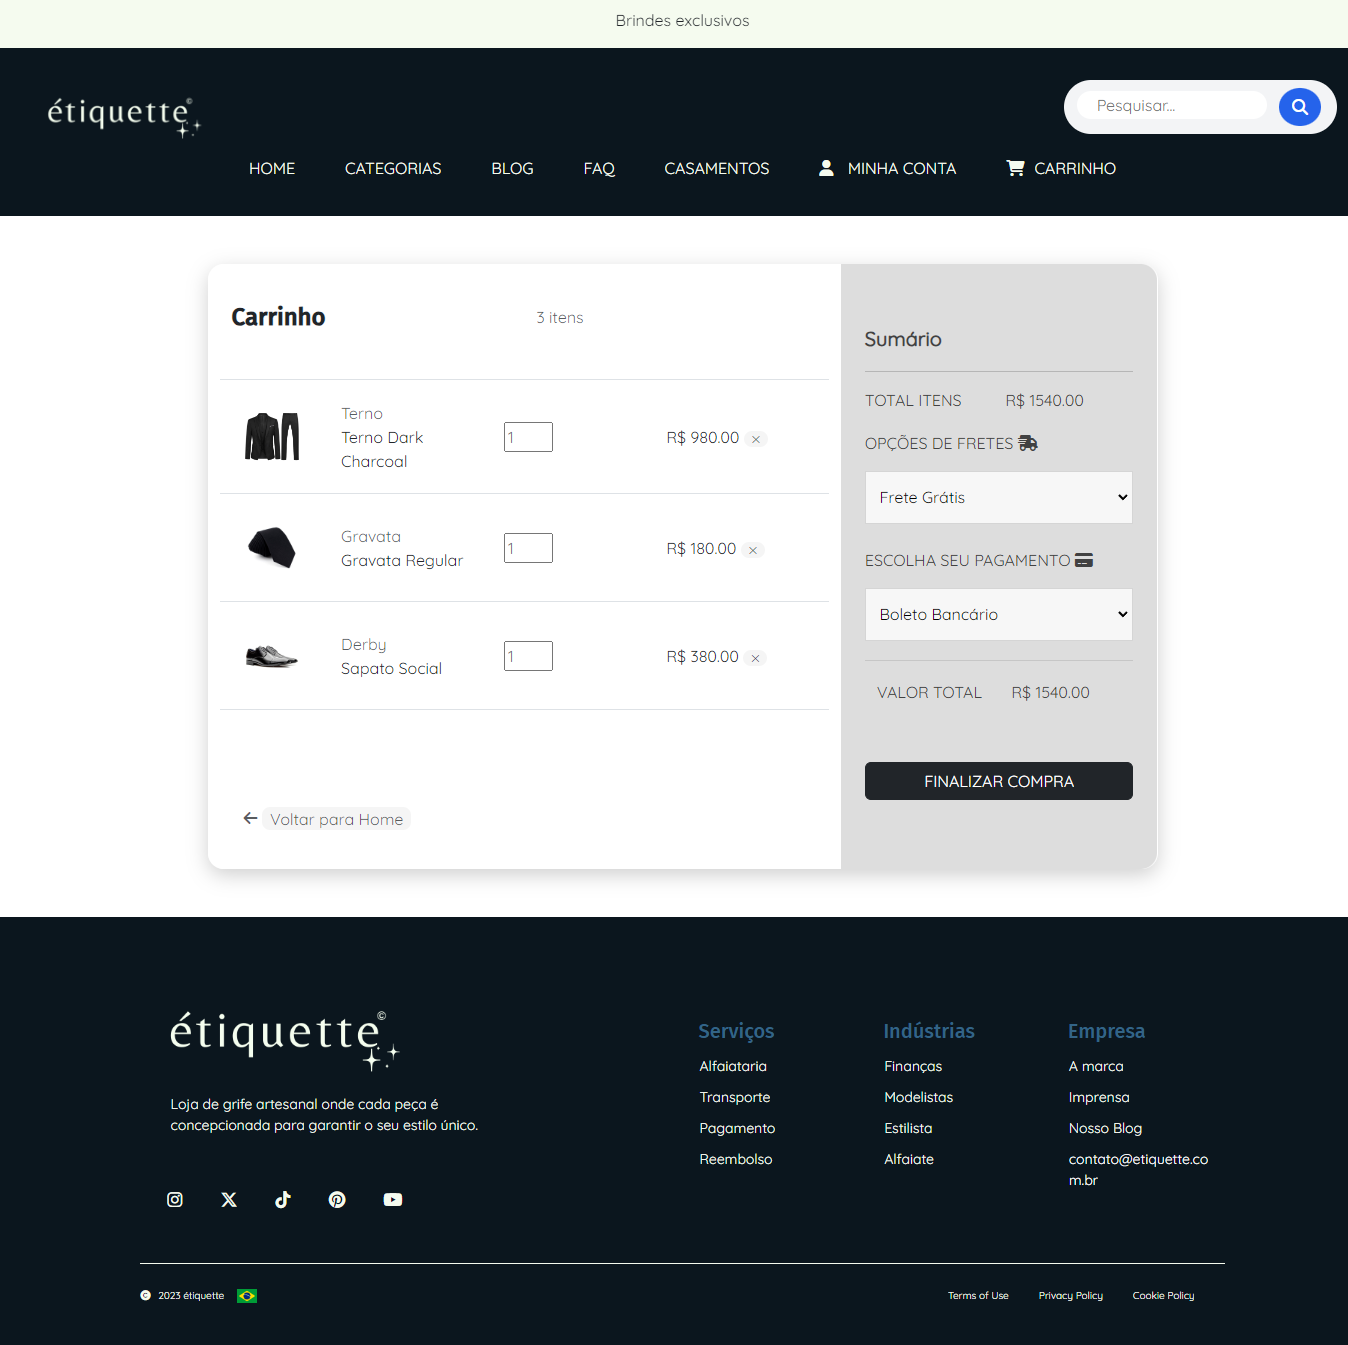 Brindes exclusivos
étiquette©
Pesquisar...
HOME CATEGORIAS BLOG FAQ CASAMENTOS MINHA CONTA CARRINHO
Carrinho
3 itens
Terno
Terno Dark
Charcoal
1
R$ 980.00 ×
Gravata
Gravata Regular
1
R$ 180.00 ×
Derby
Sapato Social
1
R$ 380.00 ×
Voltar para Home
Sumário
TOTAL ITENS R$ 1540.00
OPÇÕES DE FRETES
Frete Grátis
ESCOLHA SEU PAGAMENTO
Boleto Bancário
VALOR TOTAL R$ 1540.00
FINALIZAR COMPRA
étiquette©
Loja de grife artesanal onde cada peça é
concepcionada para garantir o seu estilo único.
Serviços
Alfaiataria
Transporte
Pagamento
Reembolso
Indústrias
Finanças
Modelistas
Estilista
Alfaiate
Empresa
A marca
Imprensa
Nosso Blog
contato@etiquette.co
m.br
© 2023 étiquette
Terms of Use Privacy Policy Cookie Policy